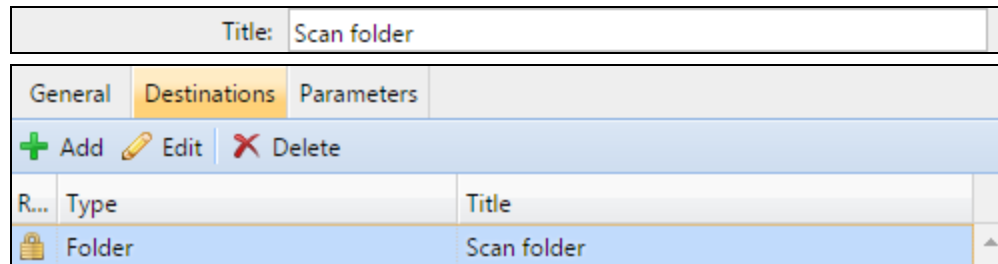 Title: Scan folder
General Destinations Parameters
Add Edit Delete
R... Type Title
Folder Scan folder